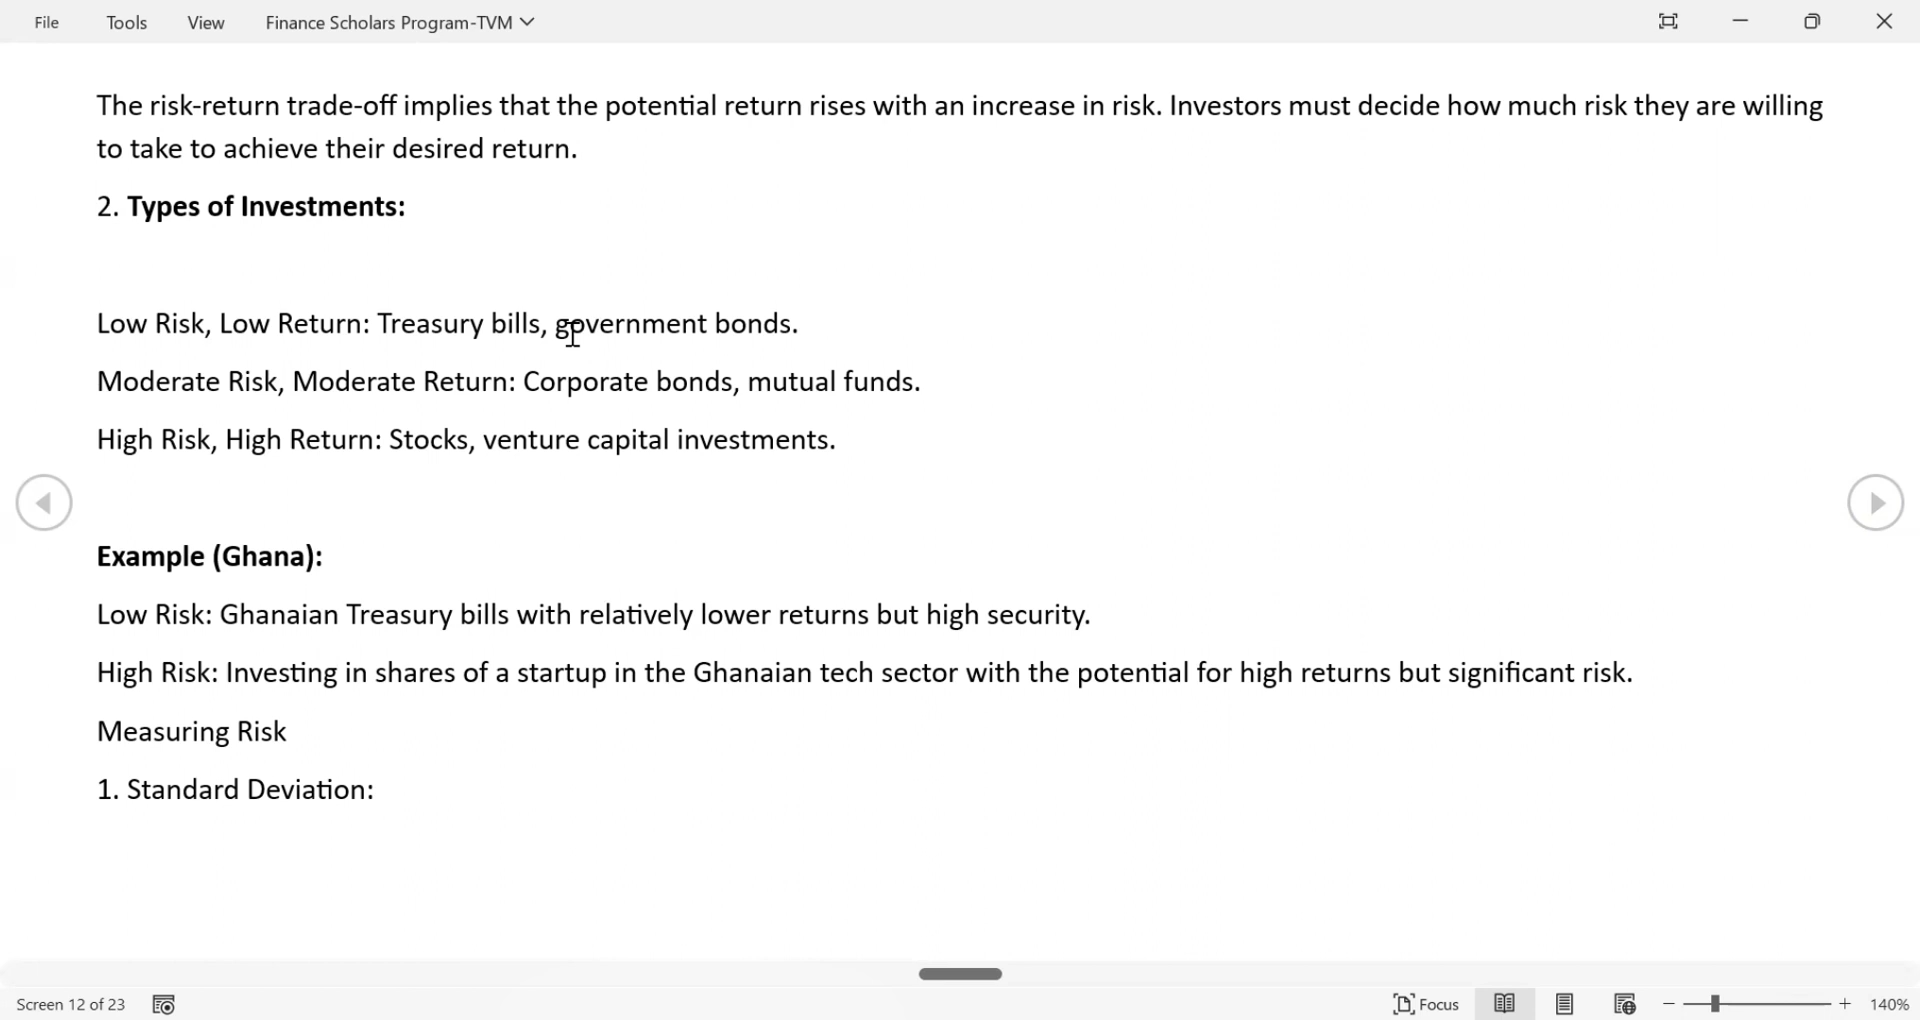 File Tools View Finance Scholars Program-TVM
The risk-return trade-off implies that the potential return rises with an increase in risk. Investors must decide how much risk they are willing
to take to achieve their desired return.
2. Types of Investments:
Low Risk, Low Return: Treasury bills, government bonds.
Moderate Risk, Moderate Return: Corporate bonds, mutual funds.
High Risk, High Return: Stocks, venture capital investments.
Example (Ghana):
Low Risk: Ghanaian Treasury bills with relatively lower returns but high security.
High Risk: Investing in shares of a startup in the Ghanaian tech sector with the potential for high returns but significant risk.
Measuring Risk
1. Standard Deviation:
Screen 12 of 23 Focus 140%